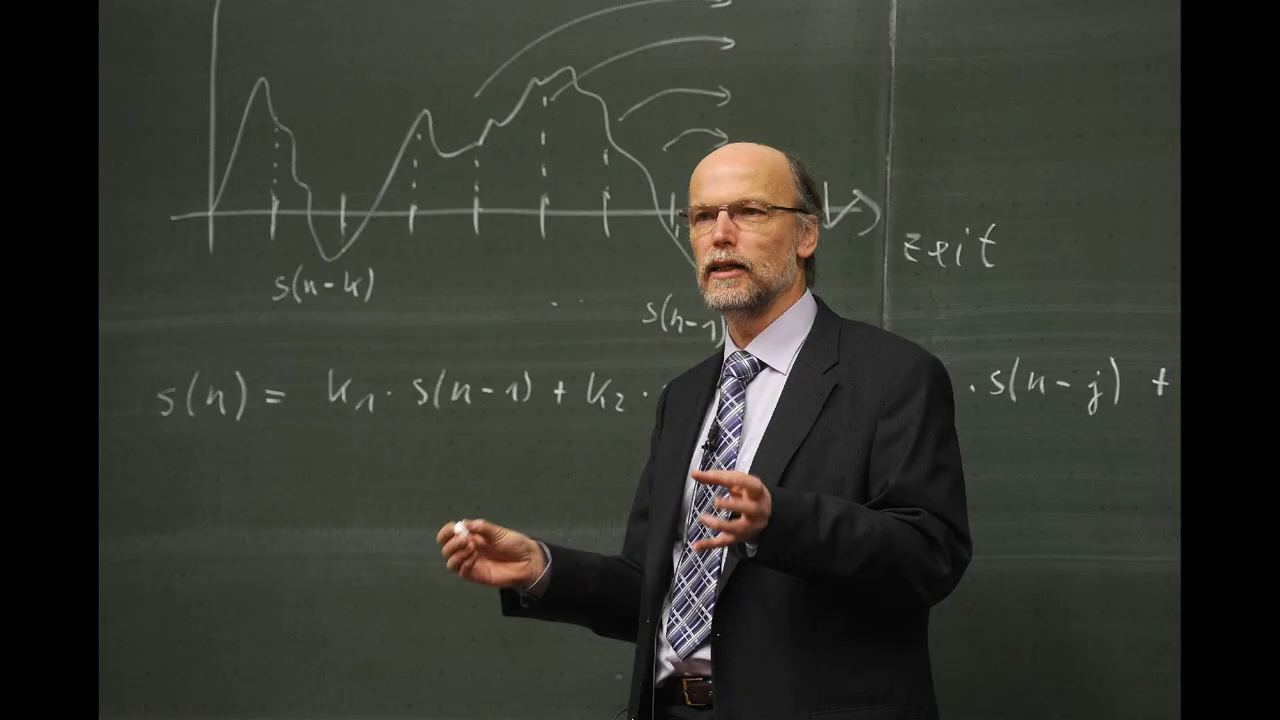 Zeit
s(n-k)
s(n-1)
s(n) = k₁ · s(n-1) + k₂ · · s(n-j) +